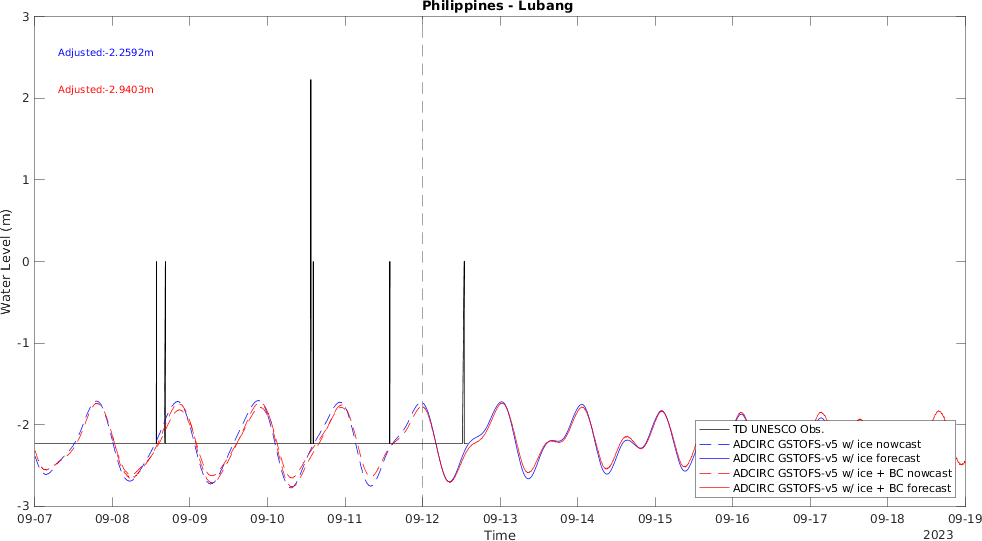 Philippines - Lubang
Adjusted:-2.2592m
Adjusted:-2.9403m
Water Level (m)
3
2
1
0
-1
-2
-3
TD UNESCO Obs.
ADCIRC GSTOFS-v5 w/ ice nowcast
ADCIRC GSTOFS-v5 w/ ice forecast
ADCIRC GSTOFS-v5 w/ ice + BC nowcast
ADCIRC GSTOFS-v5 w/ ice + BC forecast
09-07 09-08 09-09 09-10 09-11 09-12 09-13 09-14 09-15 09-16 09-17 09-18 09-19
Time
2023